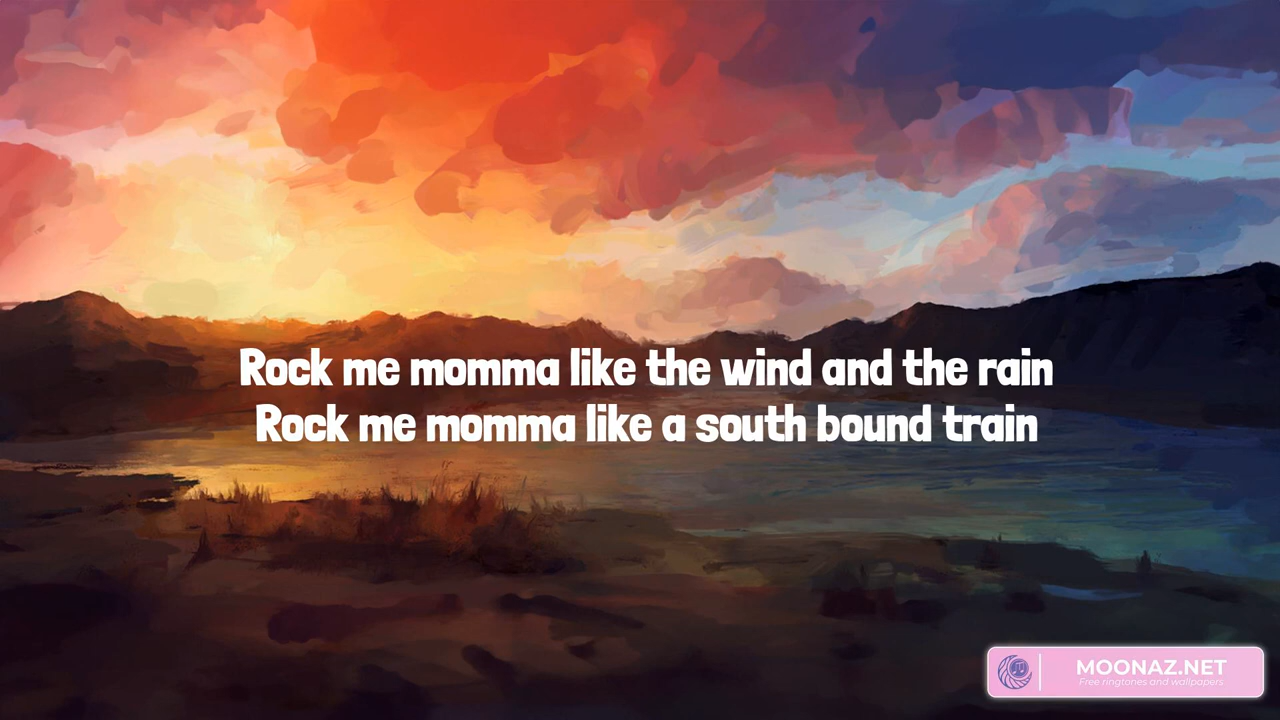 Rock me momma like the wind and the rain
Rock me momma like a south bound train
MOONAZ.NET
Free ringtones and wallpapers